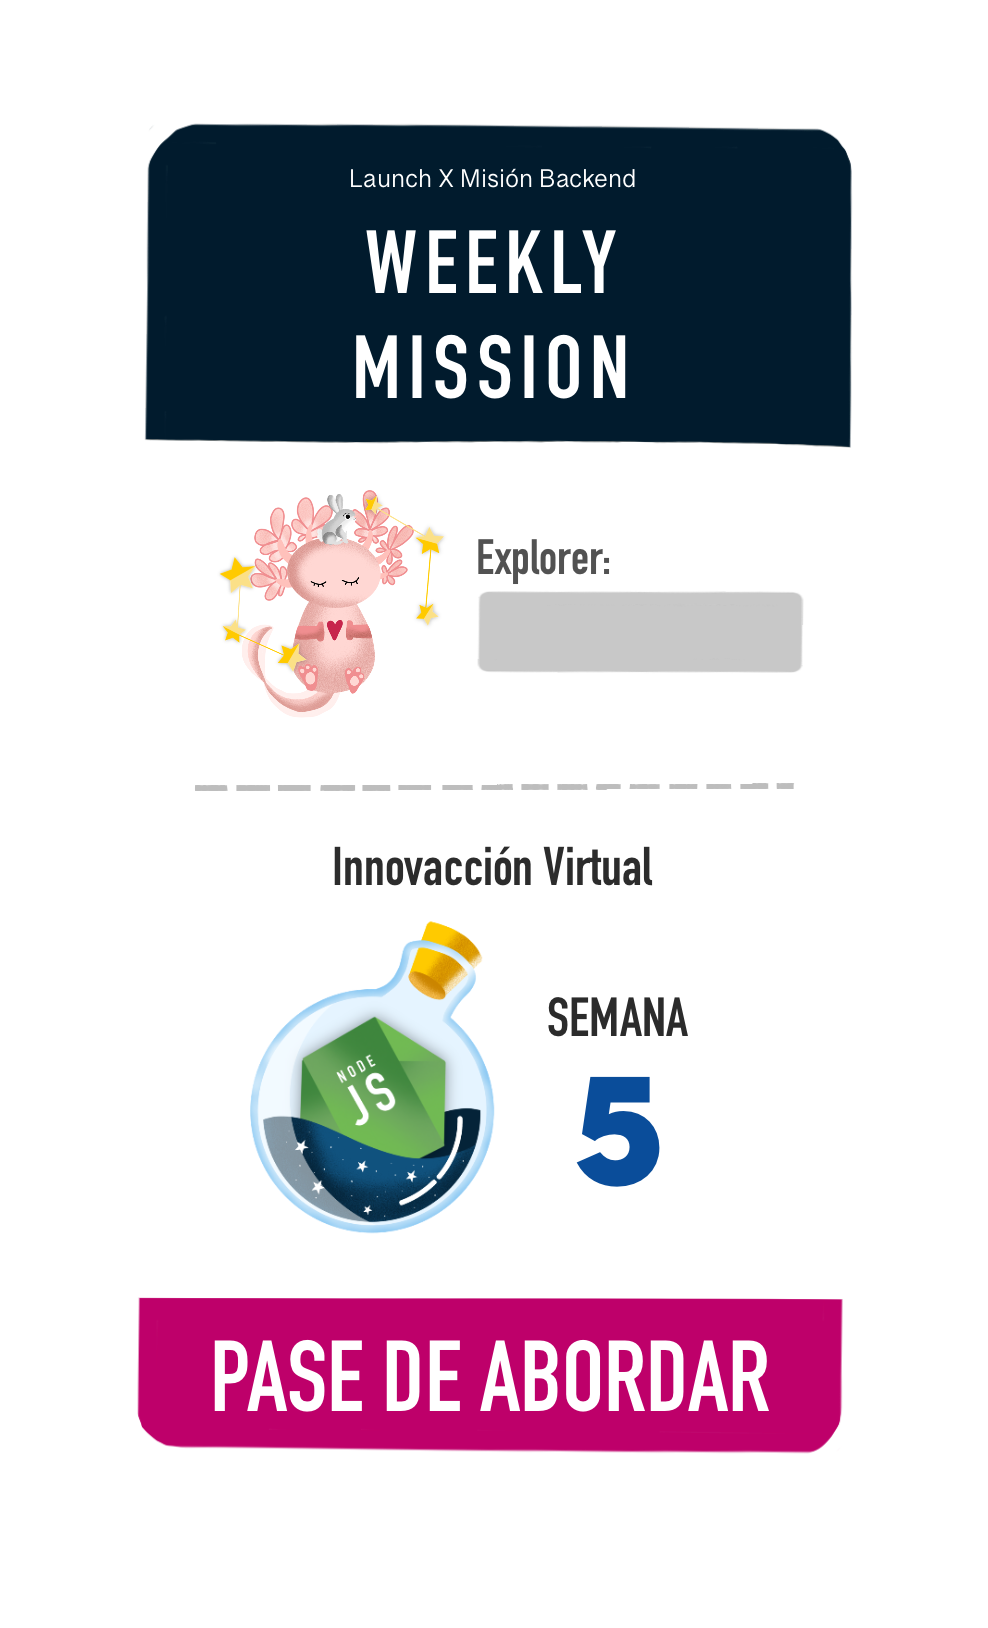 Launch X Misión Backend
WEEKLY
MISSION
Explorer:
Innovacción Virtual
NODE
JS
SEMANA
5
PASE DE ABORDAR